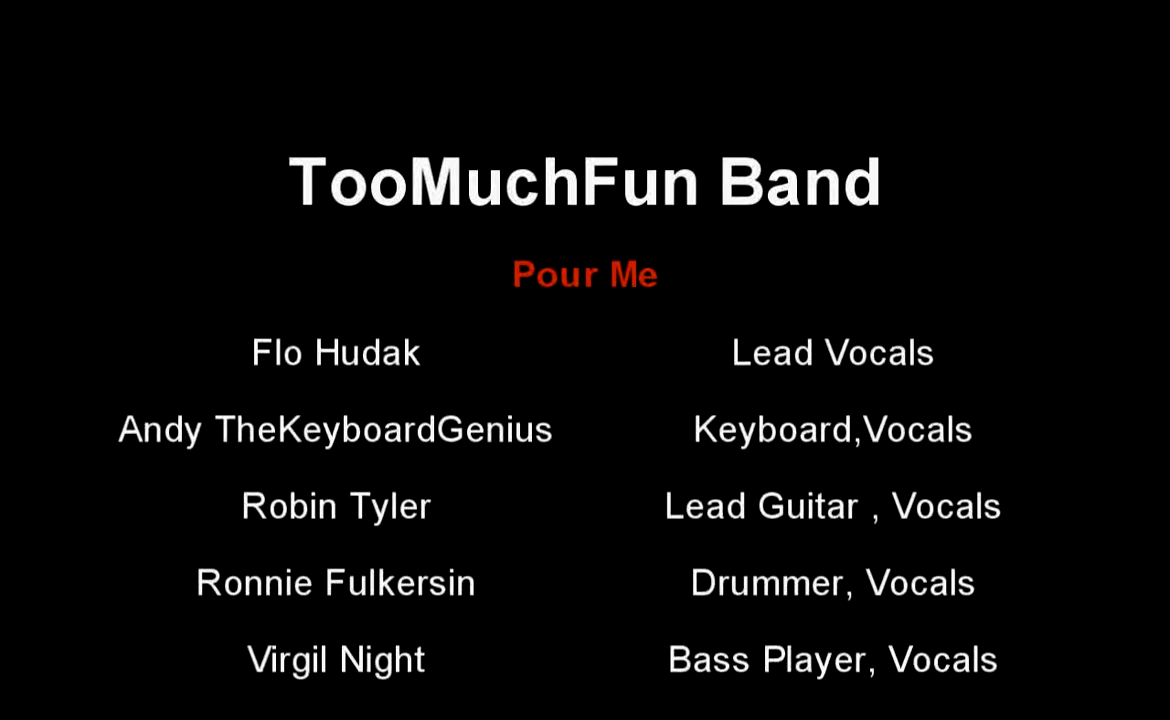 TooMuchFun Band
Pour Me
Flo Hudak Lead Vocals
Andy TheKeyboardGenius Keyboard,Vocals
Robin Tyler Lead Guitar , Vocals
Ronnie Fulkersin Drummer, Vocals
Virgil Night Bass Player, Vocals